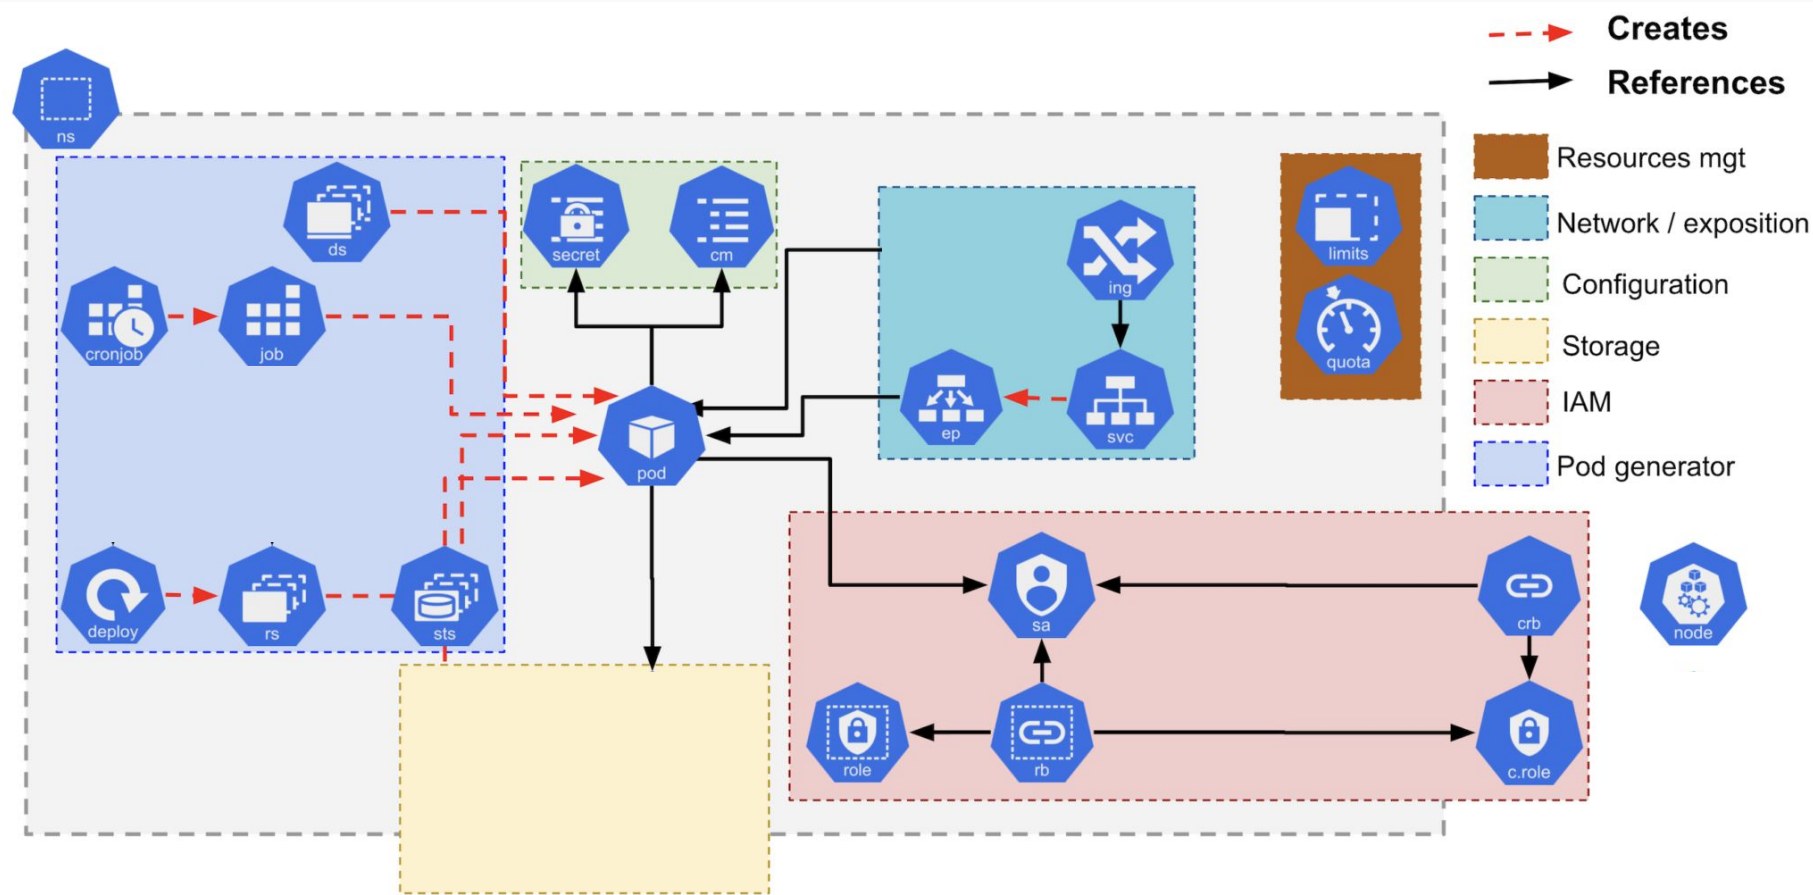 Creates
References
ns
ds
secret
cm
limits
Resources mgt
Network / exposition
ing
Configuration
cronjob
job
quota
Storage
IAM
ep
svc
pod
Pod generator
deploy
rs
sts
sa
crb
node
role
rb
c.role